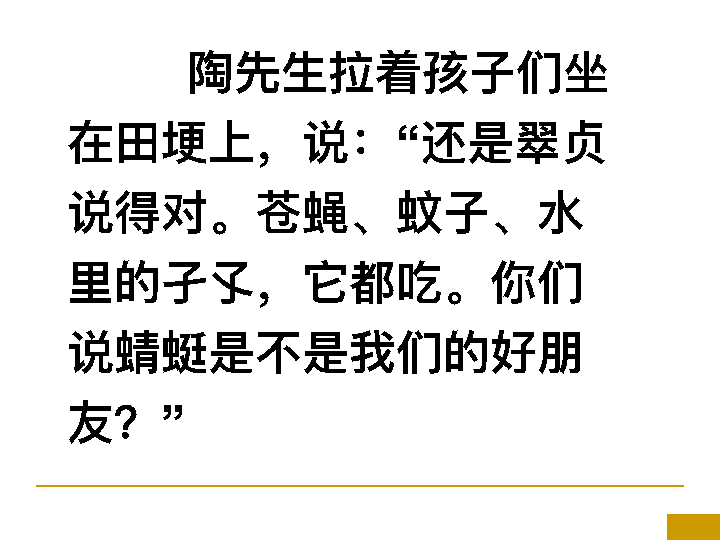 陶先生拉着孩子们坐
在田埂上，说：“还是翠贞
说得对。苍蝇、蚊子、水
里的孑孓，它都吃。你们
说蜻蜓是不是我们的好朋
友？”